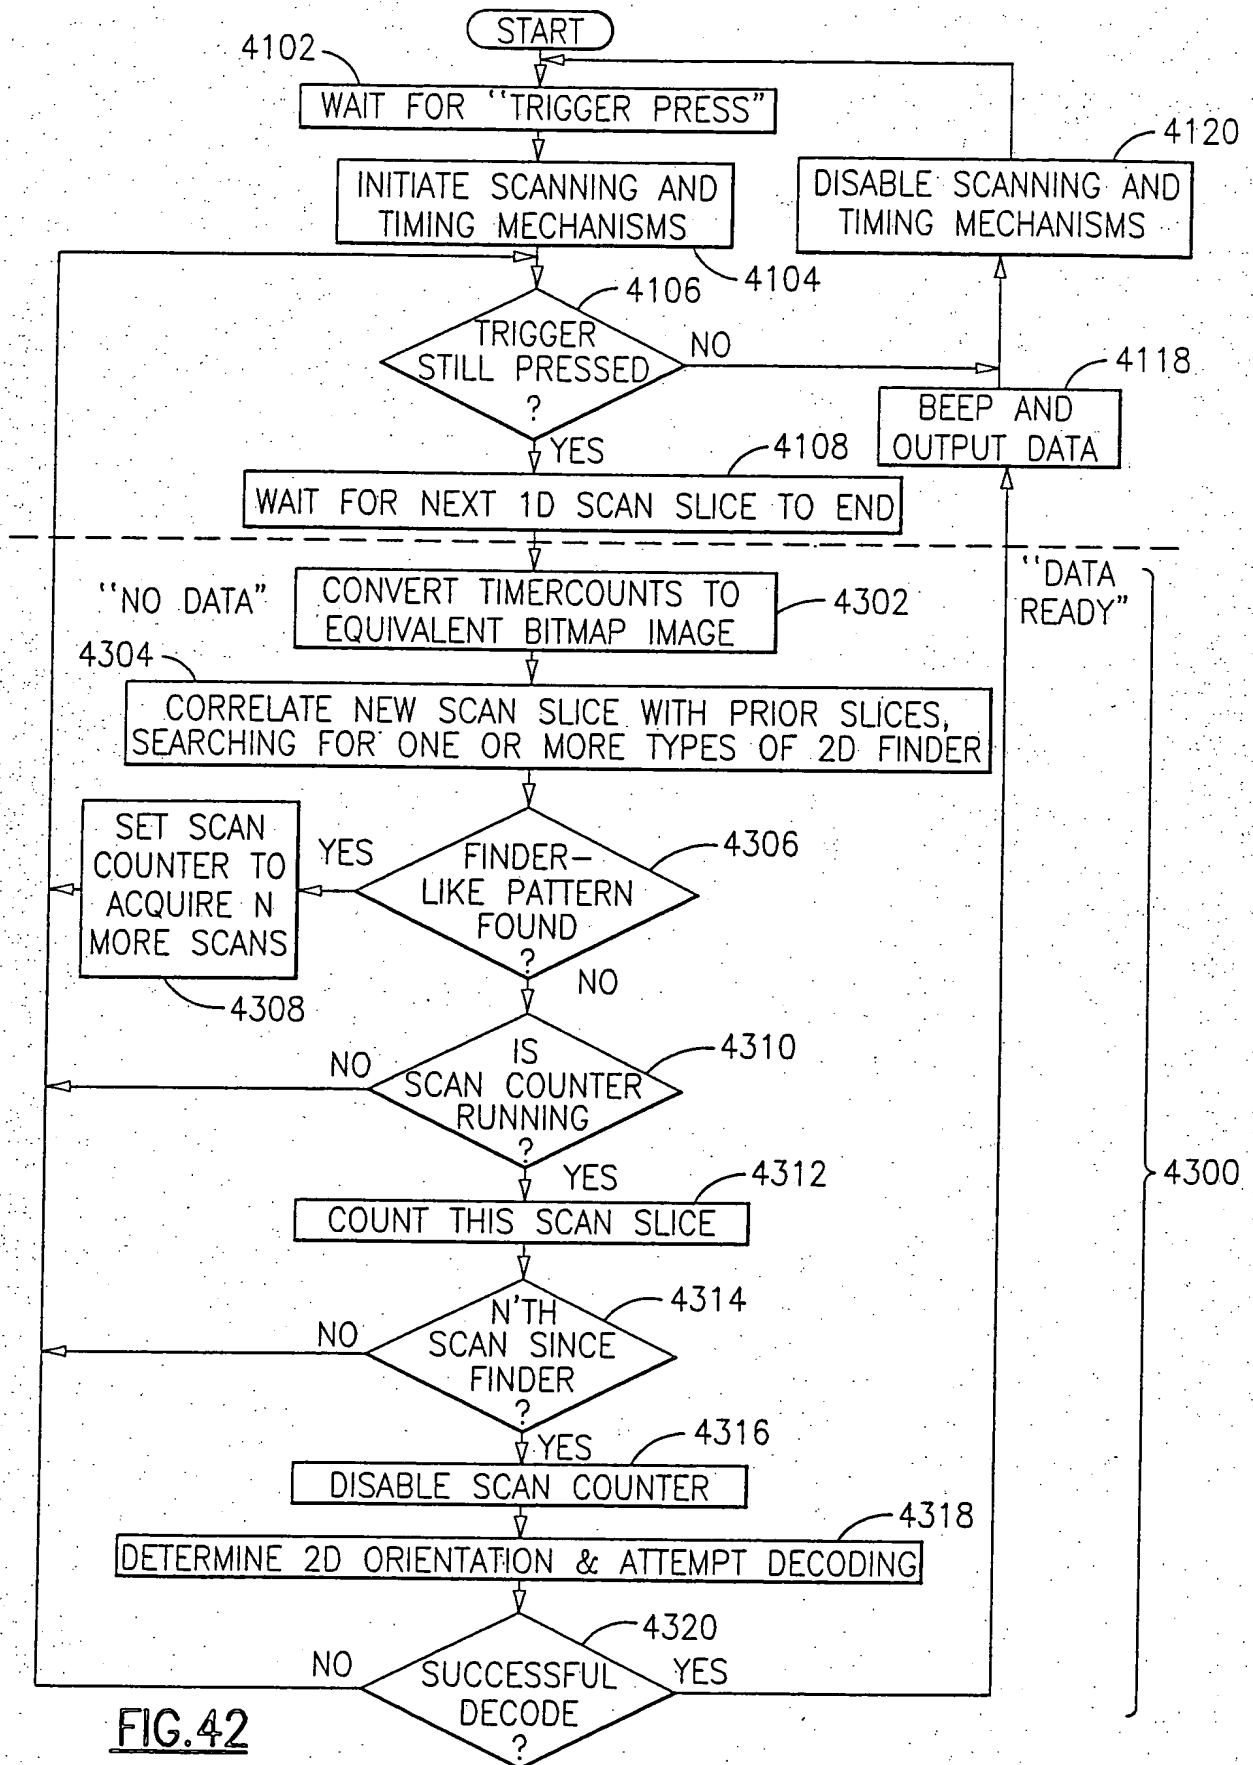 START
4102
WAIT FOR "TRIGGER PRESS"
4120
INITIATE SCANNING AND
TIMING MECHANISMS
DISABLE SCANNING AND
TIMING MECHANISMS
4104
4106
TRIGGER
STILL PRESSED
?
NO
4118
BEEP AND
OUTPUT DATA
YES
4108
WAIT FOR NEXT 1D SCAN SLICE TO END
"NO DATA"
CONVERT TIMERCOUNTS TO
EQUIVALENT BITMAP IMAGE
4302
"DATA
READY"
4304
CORRELATE NEW SCAN SLICE WITH PRIOR SLICES,
SEARCHING FOR ONE OR MORE TYPES OF 2D FINDER
SET SCAN
COUNTER TO
ACQUIRE N
MORE SCANS
YES
FINDER-
LIKE PATTERN
FOUND
?
4306
4308
NO
IS
SCAN COUNTER
RUNNING
?
4310
NO
YES
4312
COUNT THIS SCAN SLICE
4300
N'TH
SCAN SINCE
FINDER
?
4314
NO
YES
4316
DISABLE SCAN COUNTER
4318
DETERMINE 2D ORIENTATION & ATTEMPT DECODING
4320
NO
SUCCESSFUL
DECODE
?
YES
FIG.42